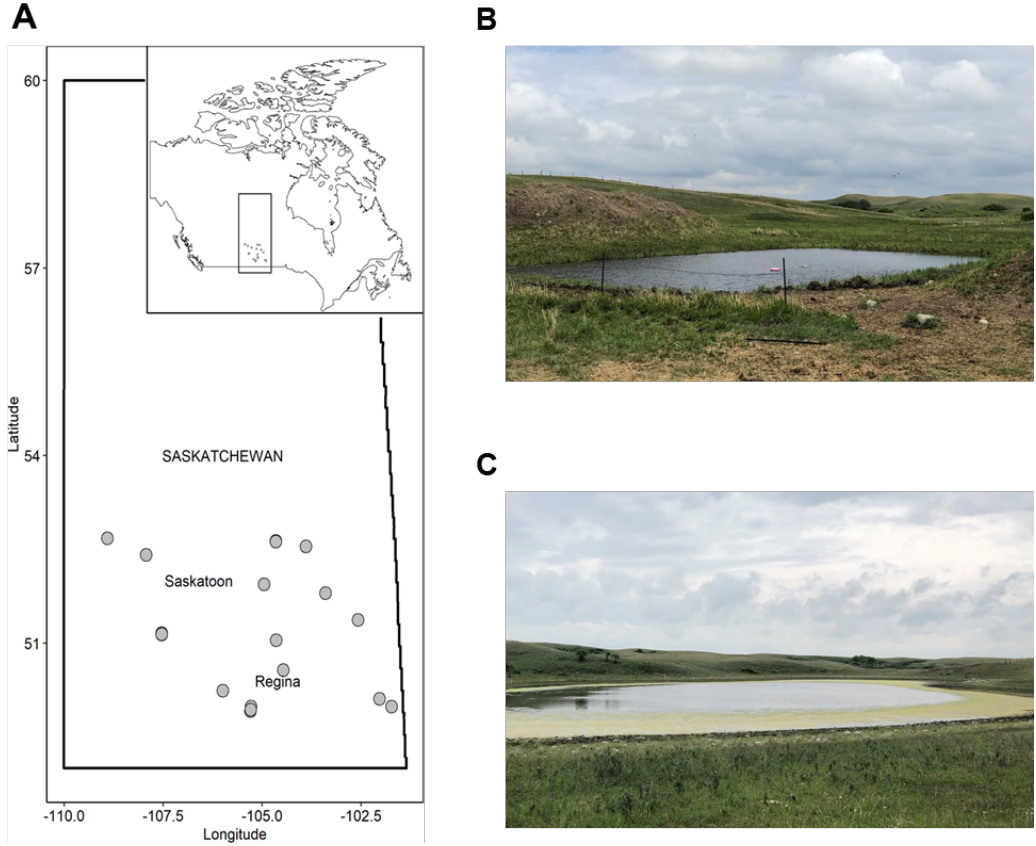 A
60
57
54
51
Latitude
SASKATCHEWAN
Saskatoon
Regina
-110.0
-107.5
-105.0
-102.5
Longitude
B
C